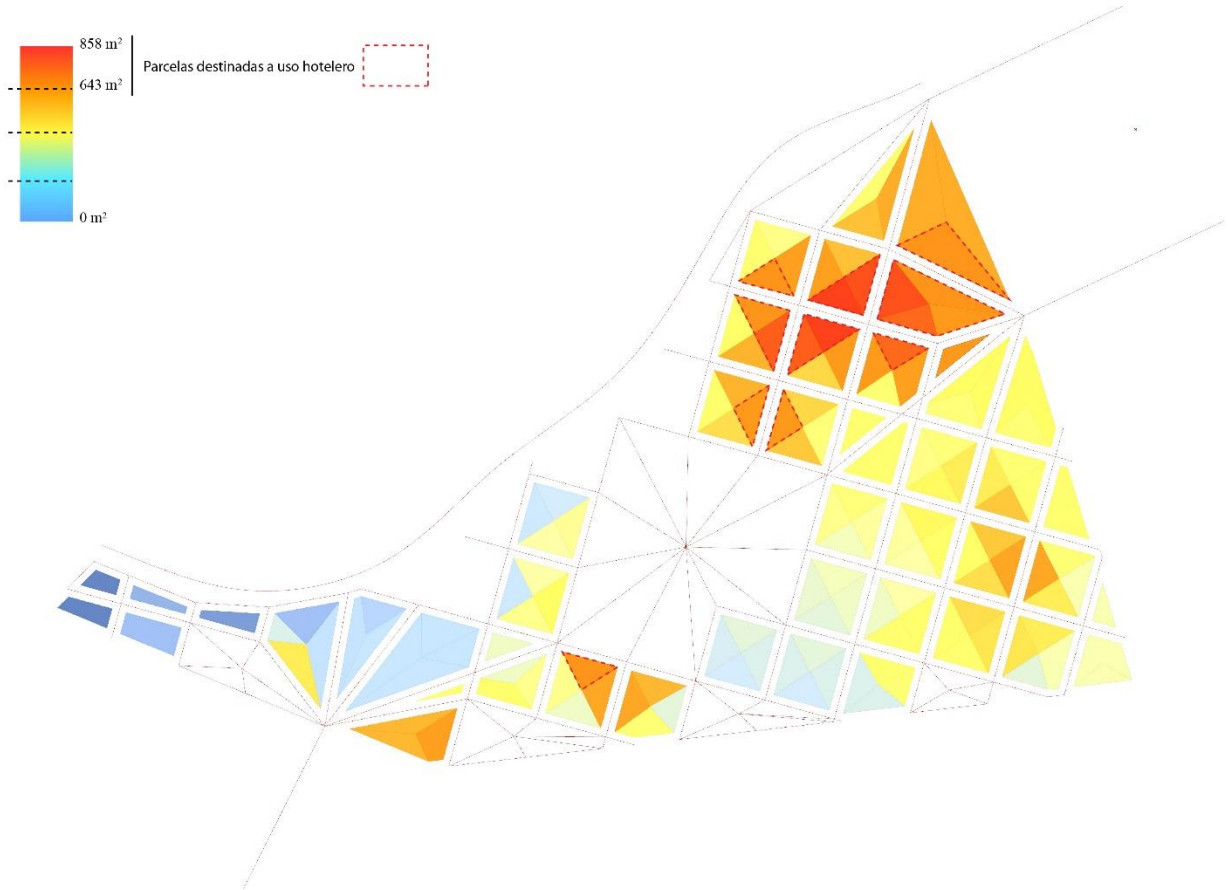 858 m²
Parcelas destinadas a uso hotelero
643 m²
0 m²